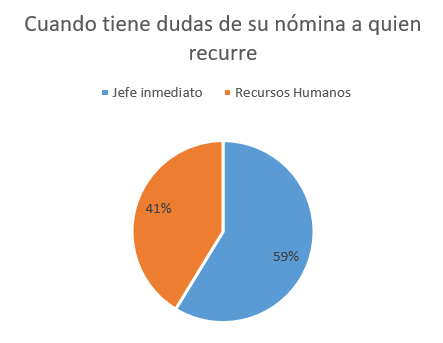 Cuando tiene dudas de su nómina a quien
recurre
Jefe inmediato Recursos Humanos
41%
59%